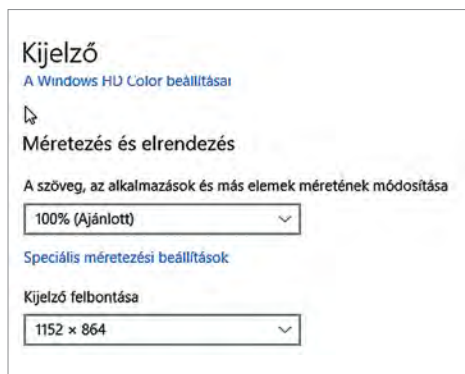 Kijelző
A Windows HD Color beállításai
Méretezés és elrendezés
A szöveg, az alkalmazások és más elemek méretének módosítása
100% (Ajánlott)
Speciális méretezési beállítások
Kijelző felbontása
1152 × 864